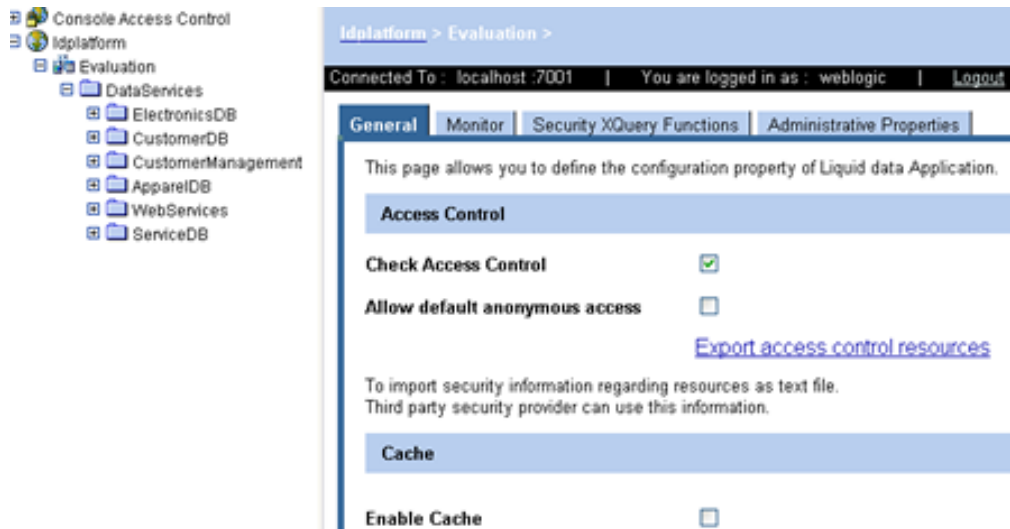 Console Access Control
ldplatform
Evaluation
DataServices
ElectronicsDB
CustomerDB
CustomerManagement
ApparelDB
WebServices
ServiceDB
ldplatform > Evaluation >
Connected To : localhost :7001 | You are logged in as : weblogic | Logout
General Monitor Security XQuery Functions Administrative Properties
This page allows you to define the configuration property of Liquid data Application.
Access Control
Check Access Control
Allow default anonymous access
Export access control resources
To import security information regarding resources as text file.
Third party security provider can use this information.
Cache
Enable Cache